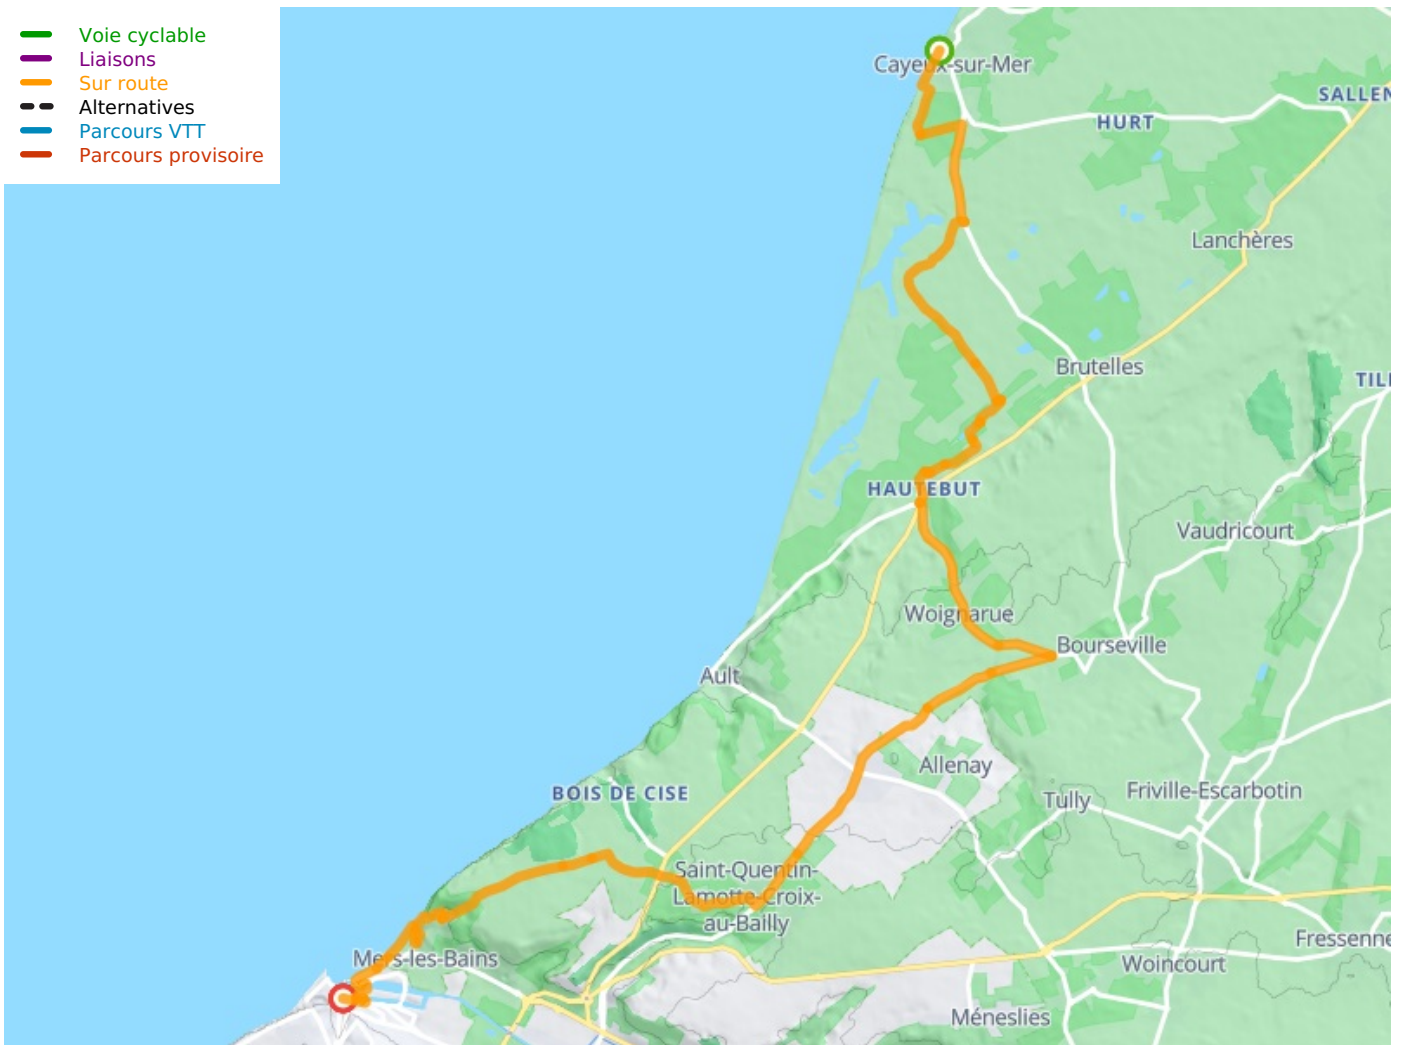 Voie cyclable
Liaisons
Sur route
Alternatives
Parcours VTT
Parcours provisoire
Cayeux-sur-Mer
SALLEN
HURT
Lanchères
Brutelles
TILL
HAUTEBUT
Vaudricourt
Woignarue
Bourseville
Ault
Allenay
BOIS DE CISE
Tully
Friville-Escarbotin
Saint-Quentin-
Lamotte-Croix-
au-Bailly
Fressenne
Mers-les-Bains
Woincourt
Méneslies